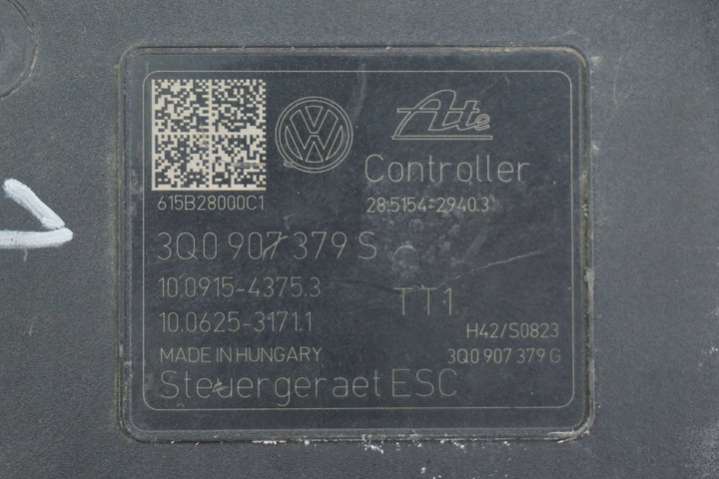 VW Ate
Controller
615B28000C1 28.5154-2940.3
3Q0 907 379 S
10.0915-4375.3
TT1
10.0625-3171.1
H42/S0823
MADE IN HUNGARY 3Q0 907 379 G
Steuergeraet ESC